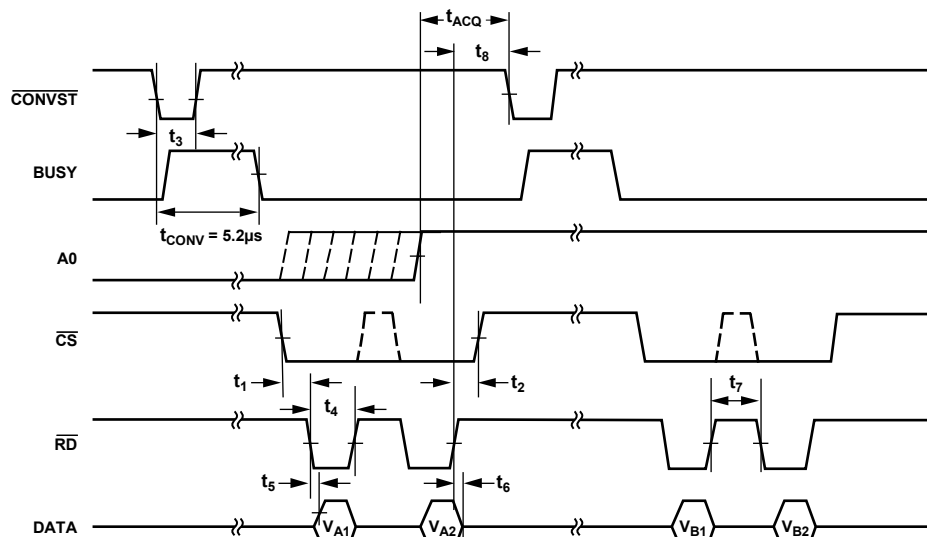 tACQ
t8
CONVST
t3
BUSY
tCONV = 5.2µs
A0
CS
t1
t4
t2
t7
RD
t5
t6
DATA
VA1
VA2
VB1
VB2